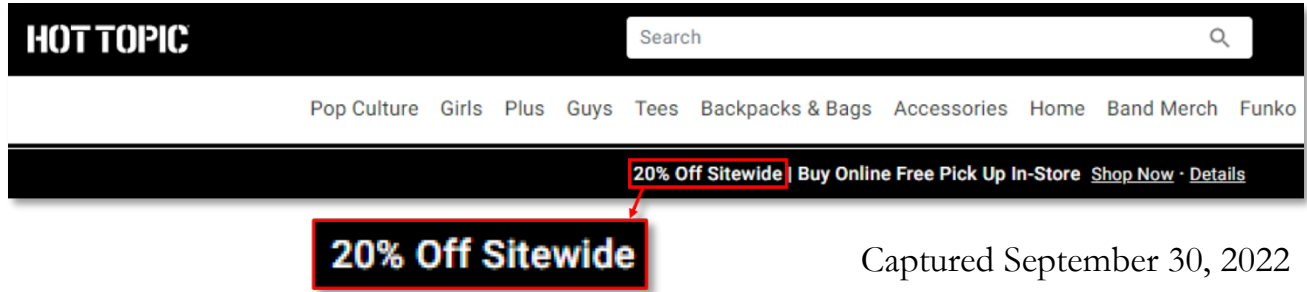 HOT TOPIC
Search
Pop Culture Girls Plus Guys Tees Backpacks & Bags Accessories Home Band Merch Funko
20% Off Sitewide | Buy Online Free Pick Up In-Store Shop Now · Details
20% Off Sitewide
Captured September 30, 2022